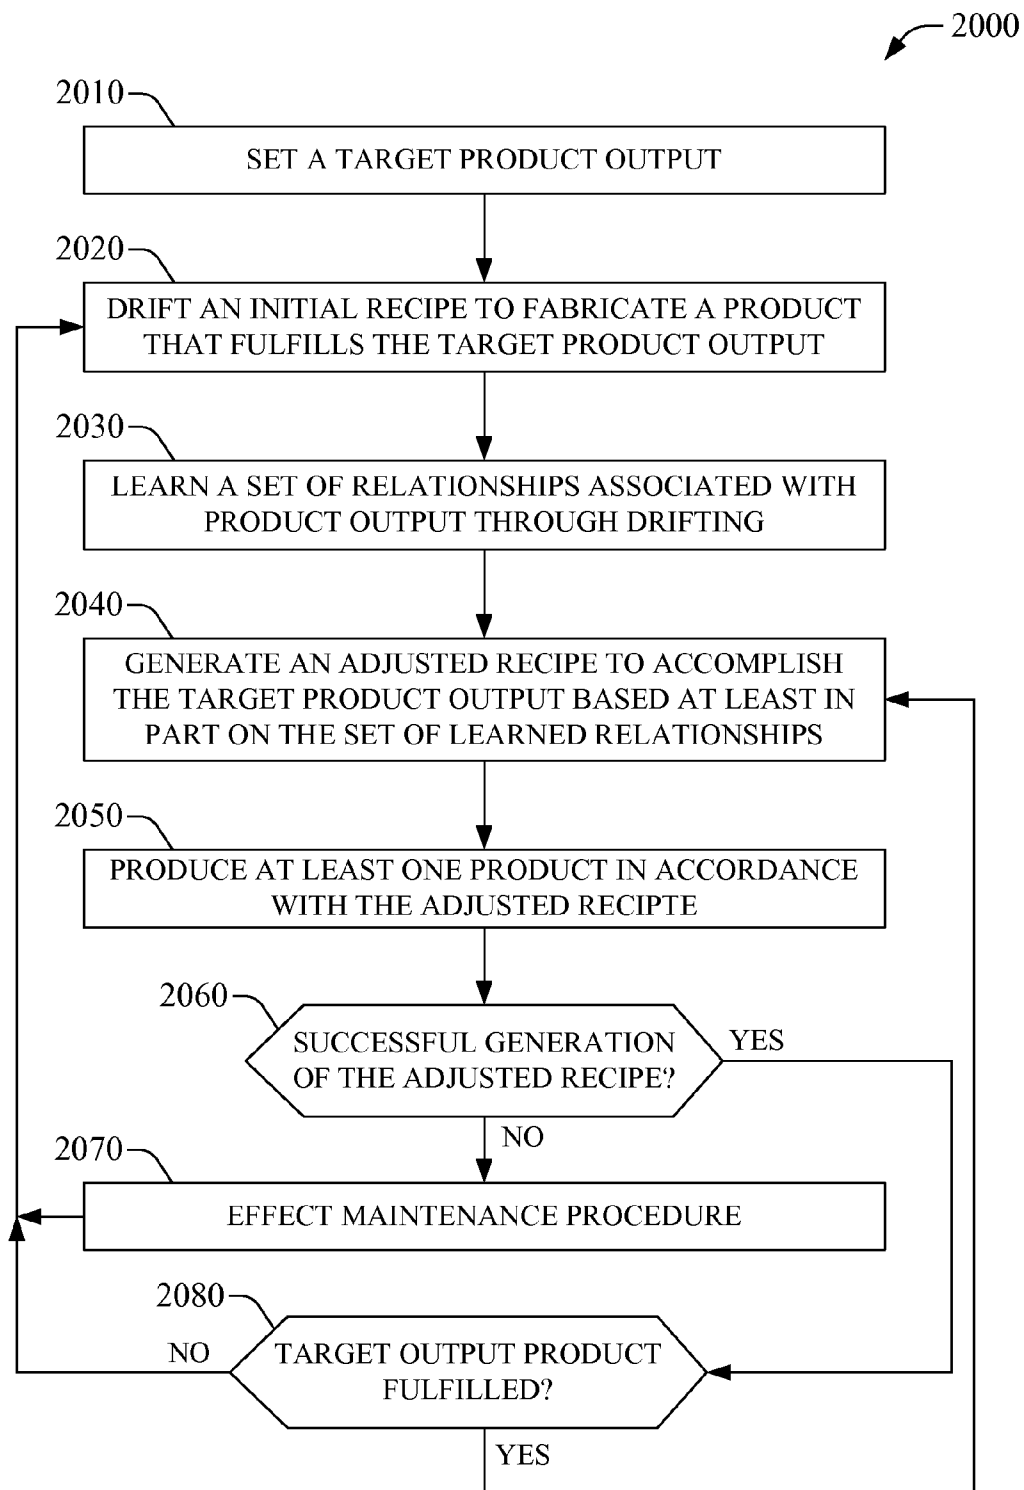 2000
2010
SET A TARGET PRODUCT OUTPUT
2020
DRIFT AN INITIAL RECIPE TO FABRICATE A PRODUCT
THAT FULFILLS THE TARGET PRODUCT OUTPUT
2030
LEARN A SET OF RELATIONSHIPS ASSOCIATED WITH
PRODUCT OUTPUT THROUGH DRIFTING
2040
GENERATE AN ADJUSTED RECIPE TO ACCOMPLISH
THE TARGET PRODUCT OUTPUT BASED AT LEAST IN
PART ON THE SET OF LEARNED RELATIONSHIPS
2050
PRODUCE AT LEAST ONE PRODUCT IN ACCORDANCE
WITH THE ADJUSTED RECIPTE
2060
SUCCESSFUL GENERATION
OF THE ADJUSTED RECIPE?
YES
NO
2070
EFFECT MAINTENANCE PROCEDURE
2080
TARGET OUTPUT PRODUCT
FULFILLED?
NO
YES